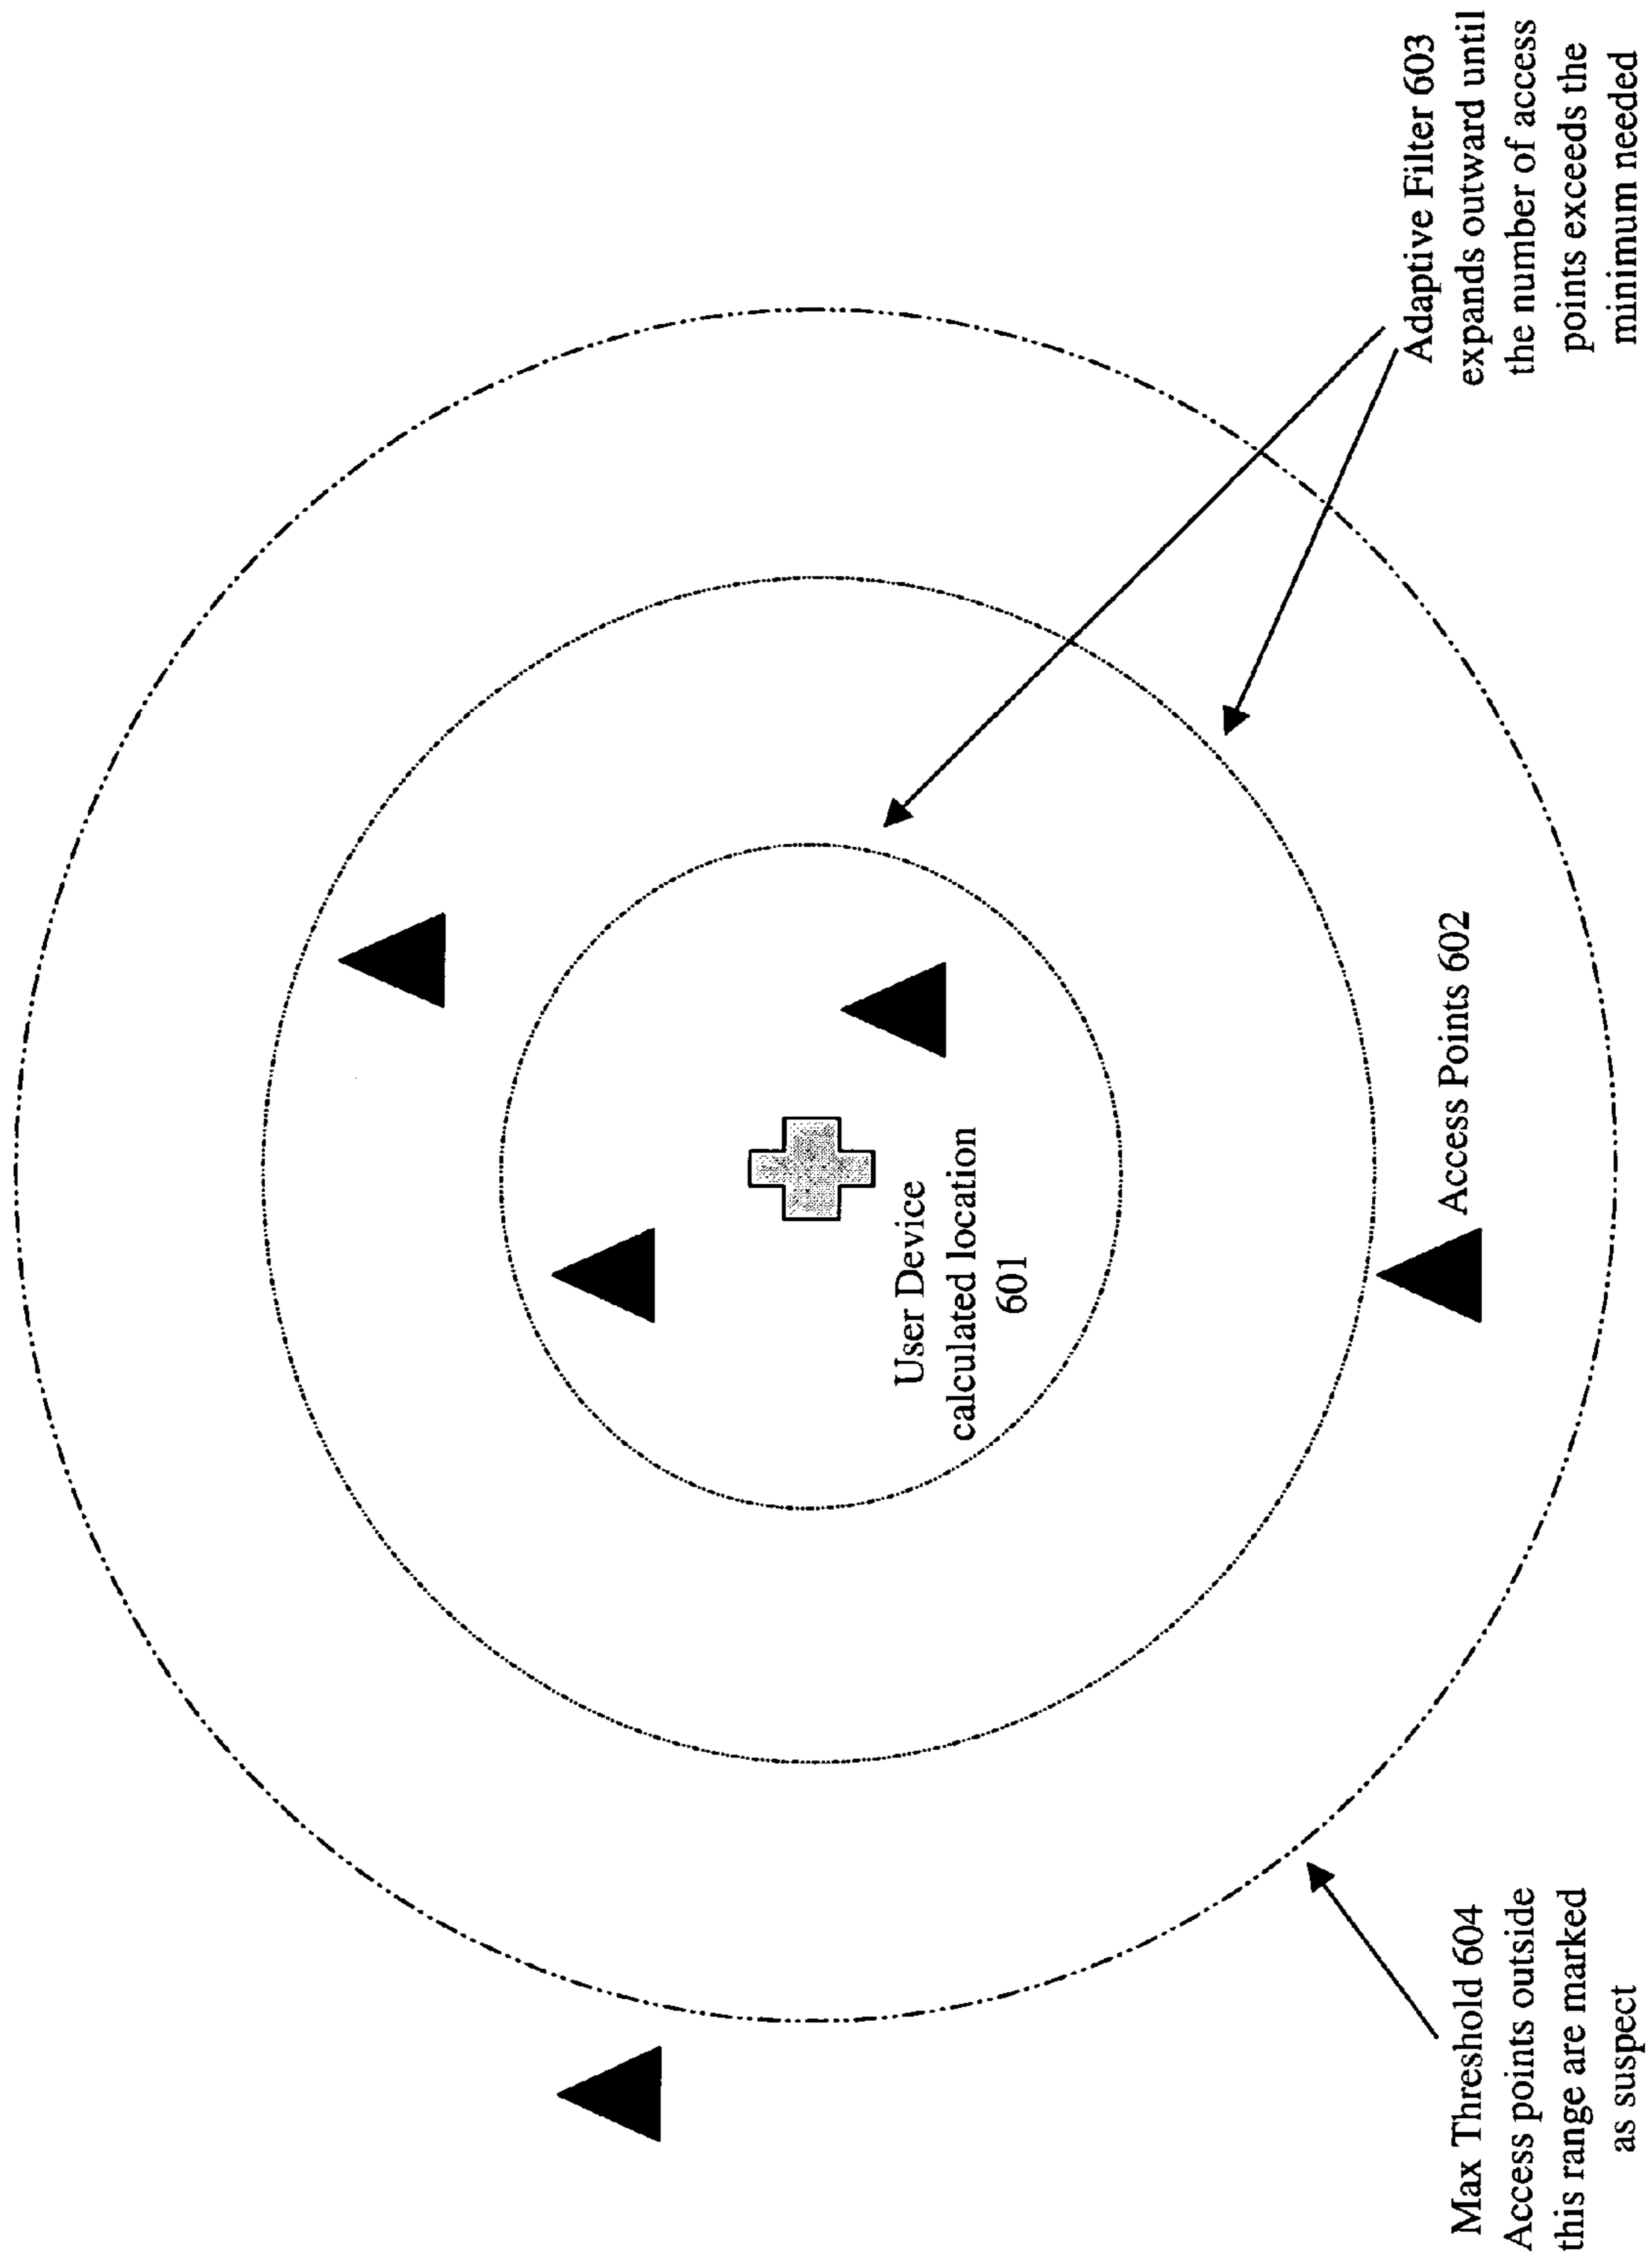 User Device
calculated location
601
Access Points 602
Adaptive Filter 603
expands outward until
the number of access
points exceeds the
minimum needed
Max Threshold 604
Access points outside
this range are marked
as suspect